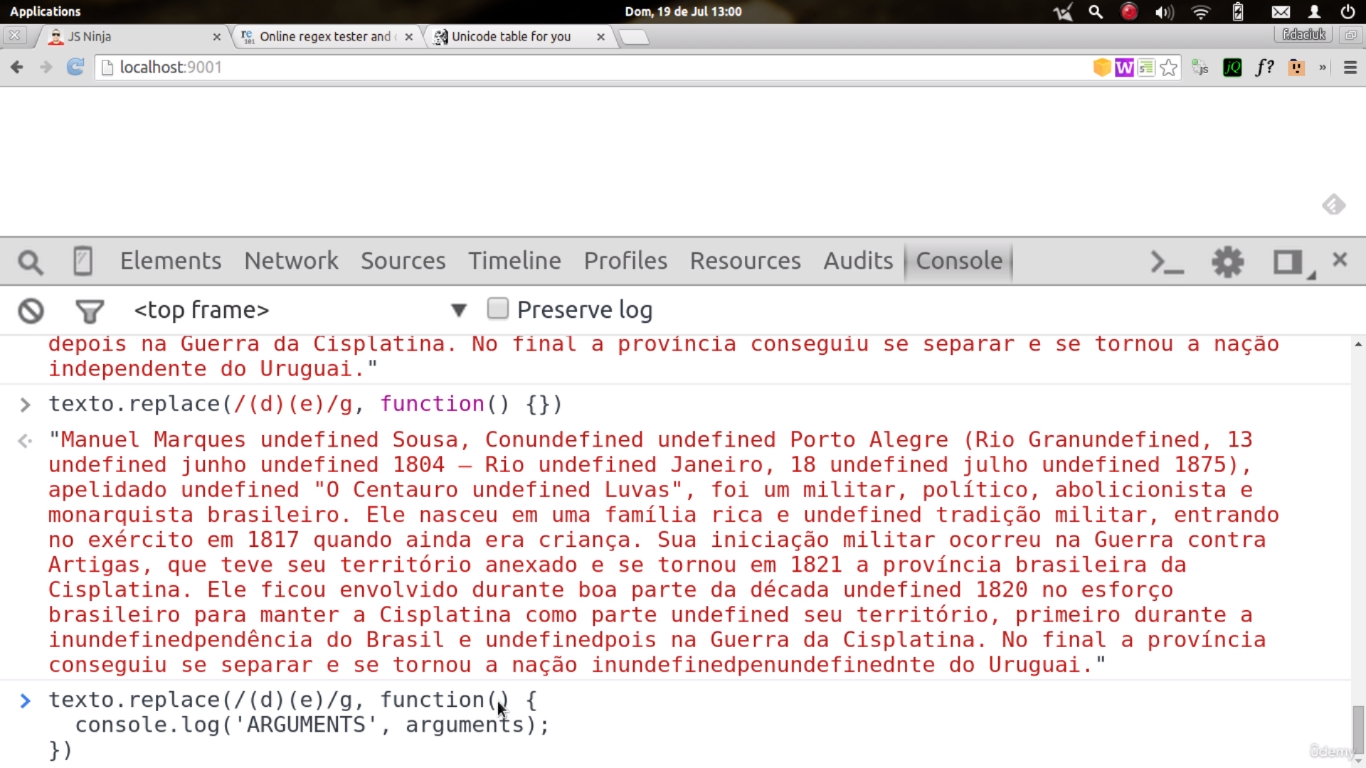 Applications
Dom, 19 de Jul 13:00
JS Ninja
Online regex tester and
Unicode table for you
f.daciuk
localhost:9001
Elements Network Sources Timeline Profiles Resources Audits Console
<top frame> Preserve log
depois na Guerra da Cisplatina. No final a província conseguiu se separar e se tornou a nação
independente do Uruguai."
texto.replace(/(d)(e)/g, function() {})
"Manuel Marques undefined Sousa, Conundefined undefined Porto Alegre (Rio Granundefined, 13
undefined junho undefined 1804 — Rio undefined Janeiro, 18 undefined julho undefined 1875),
apelidado undefined "O Centauro undefined Luvas", foi um militar, político, abolicionista e
monarquista brasileiro. Ele nasceu em uma família rica e undefined tradição militar, entrando
no exército em 1817 quando ainda era criança. Sua iniciação militar ocorreu na Guerra contra
Artigas, que teve seu território anexado e se tornou em 1821 a província brasileira da
Cisplatina. Ele ficou envolvido durante boa parte da década undefined 1820 no esforço
brasileiro para manter a Cisplatina como parte undefined seu território, primeiro durante a
inundefinedpendência do Brasil e undefinedpois na Guerra da Cisplatina. No final a província
conseguiu se separar e se tornou a nação inundefinedpenundefinednte do Uruguai."
texto.replace(/(d)(e)/g, function() {
console.log('ARGUMENTS', arguments);
})
ûdemy